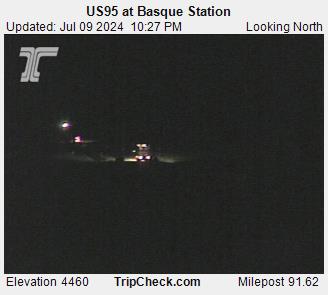 US95 at Basque Station
Updated: Jul 09 2024 10:27 PM Looking North
Elevation 4460 TripCheck.com Milepost 91.62